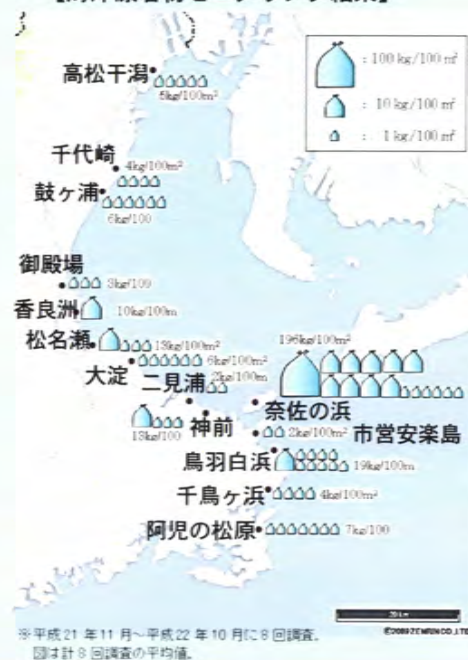 : 100 kg/100 ㎡
: 10 kg/100 ㎡
: 1 kg/100 ㎡
高松干潟
5kg/100m²
千代崎
4kg/100m²
鼓ヶ浦
6kg/100
御殿場
3kg/100
香良洲
10kg/100m
松名瀬
13kg/100m²
196kg/100m²
大淀
6kg/100m²
二見浦
2kg/100m
奈佐の浜
13kg/100
神前
2kg/100m²
市営安楽島
鳥羽白浜
19kg/100m
千鳥ヶ浜
4kg/100m²
阿児の松原
7kg/100
※平成21 年11 月～平成22 年10 月に8 回調査。
図は計8 回調査の平均値。